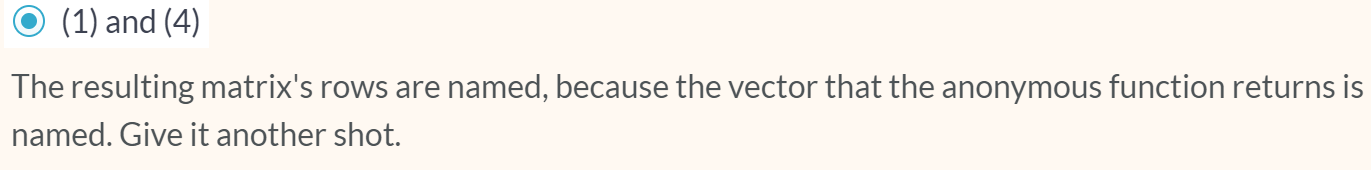 (1) and (4)
The resulting matrix's rows are named, because the vector that the anonymous function returns is
named. Give it another shot.